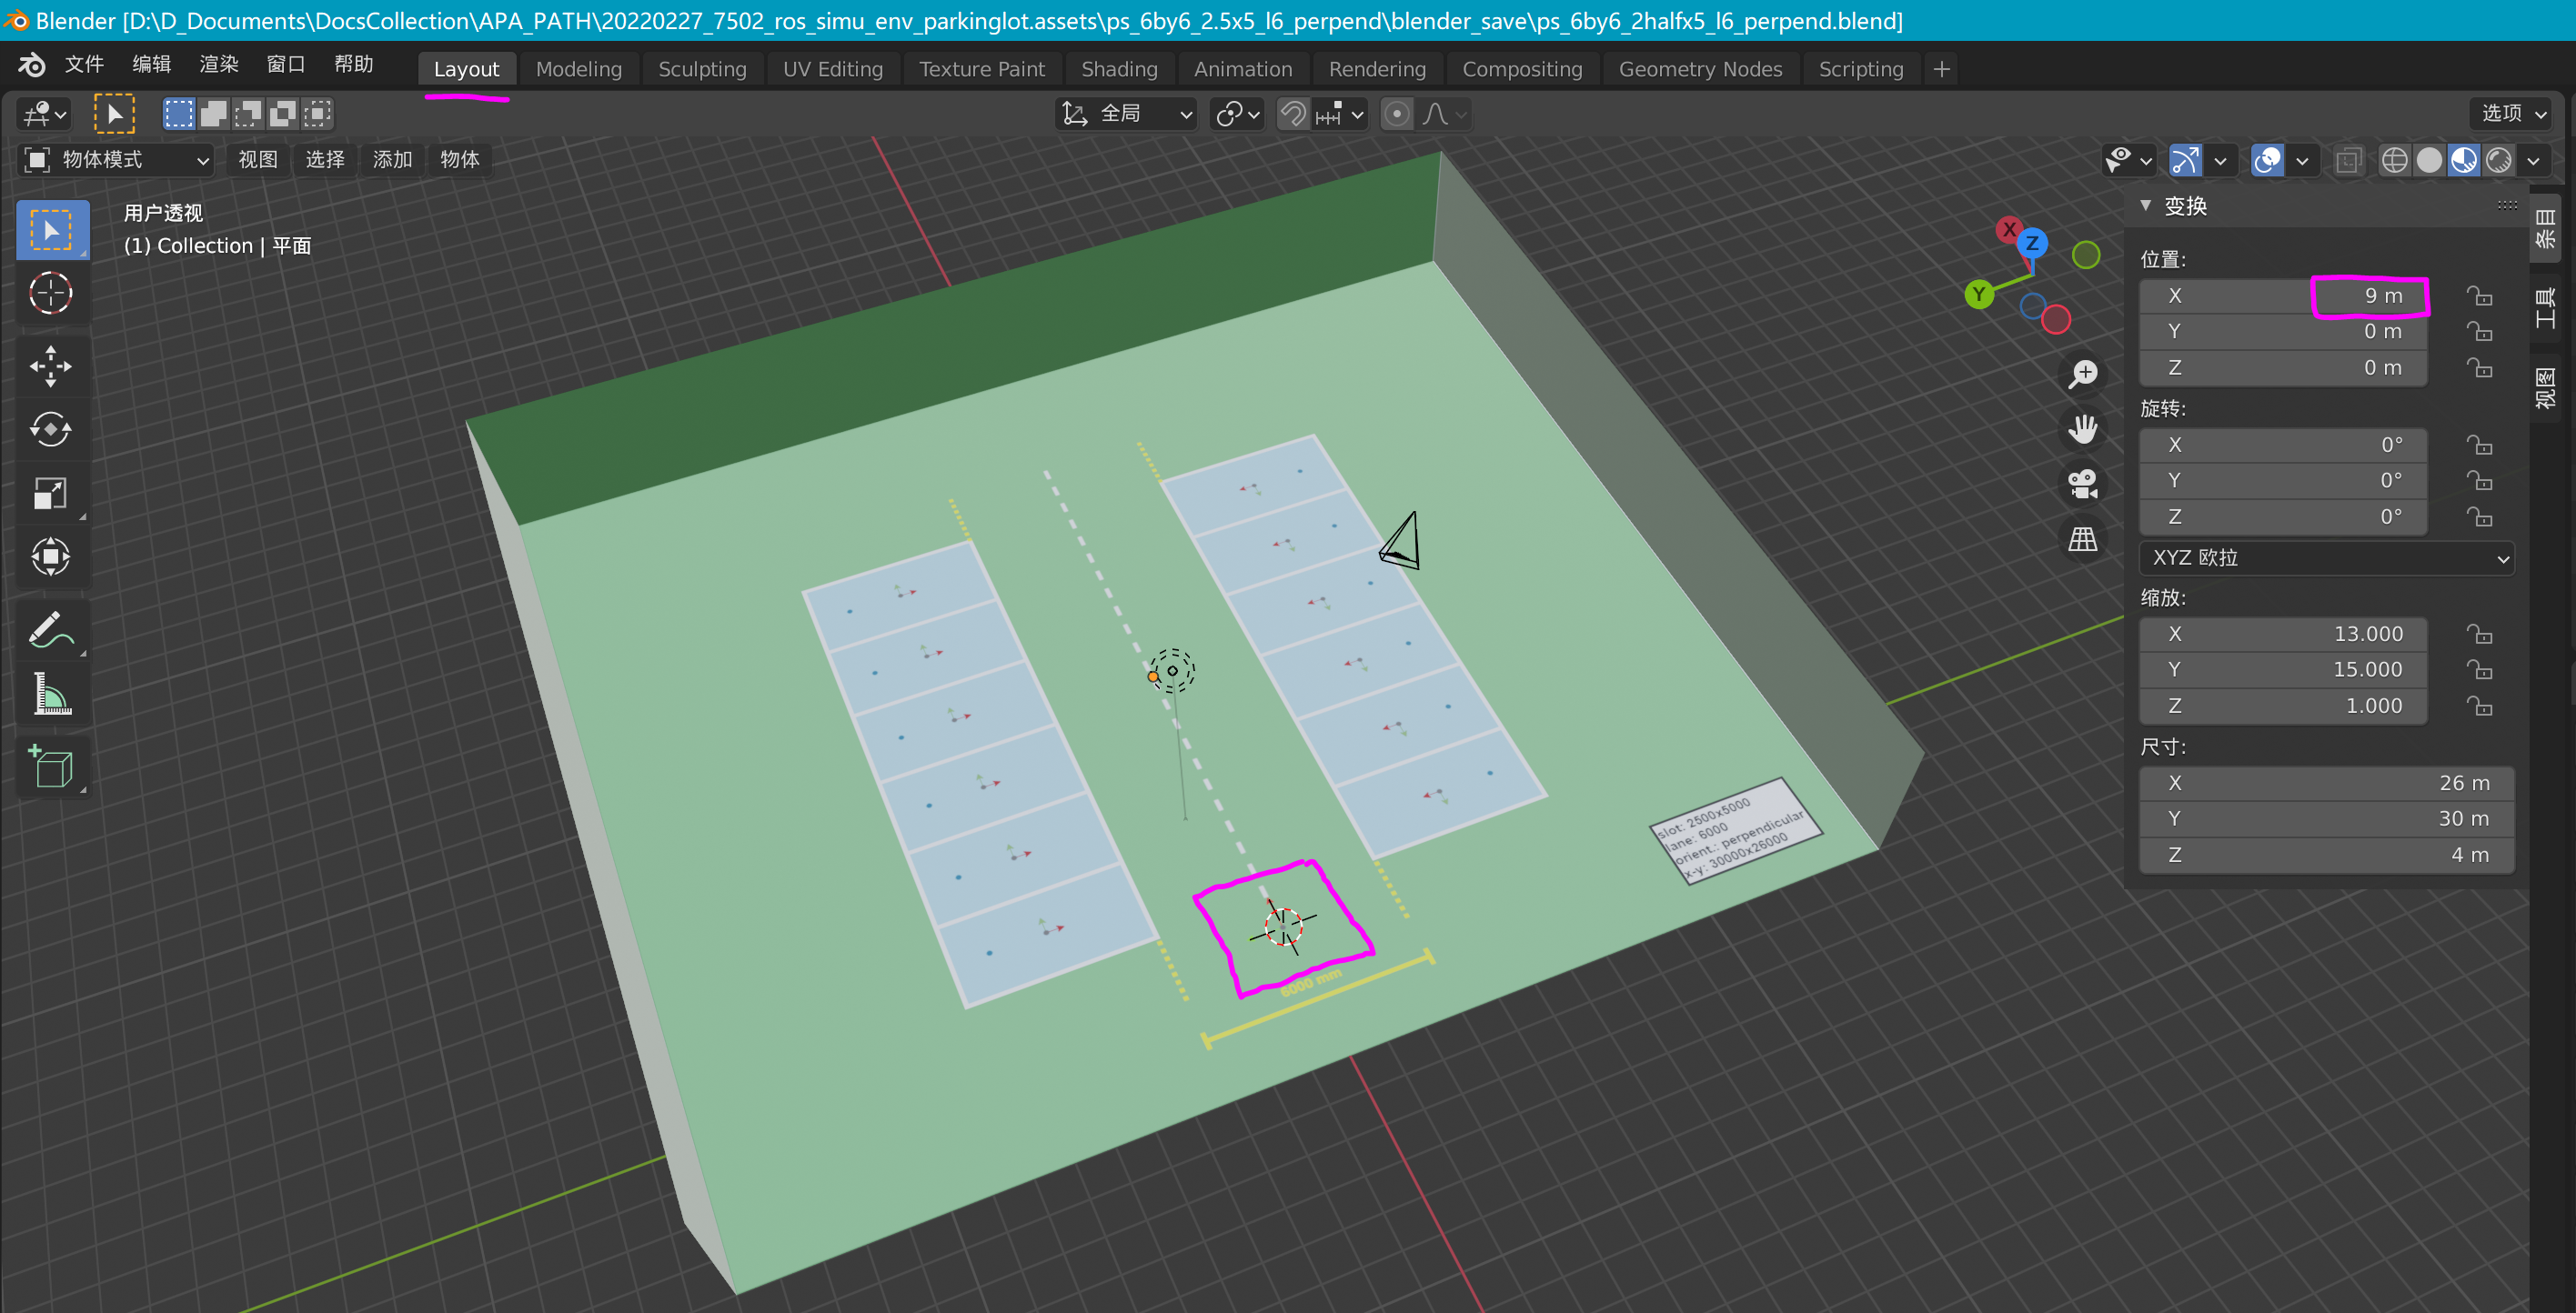 Blender [D:\D_Documents\DocsCollection\APA_PATH\20220227_7502_ros_simu_env_parkinglot.assets\ps_6by6_2.5x5_l6_perpend\blender_save\ps_6by6_2halfx5_l6_perpend.blend]
文件 编辑 渲染 窗口 帮助 Layout Modeling Sculpting UV Editing Texture Paint Shading Animation Rendering Compositing Geometry Nodes Scripting +
全局 选项
物体模式 视图 选择 添加 物体
用户透视
(1) Collection | 平面
X
Z
Y
变换
位置:
X 9 m
Y 0 m
Z 0 m
旋转:
X 0°
Y 0°
Z 0°
XYZ 欧拉
缩放:
X 13.000
Y 15.000
Z 1.000
尺寸:
X 26 m
Y 30 m
Z 4 m
条目
工具
视图
slot: 2500x5000
lane: 6000
orient.: perpendicular
x-y: 30000x26000
6000 mm